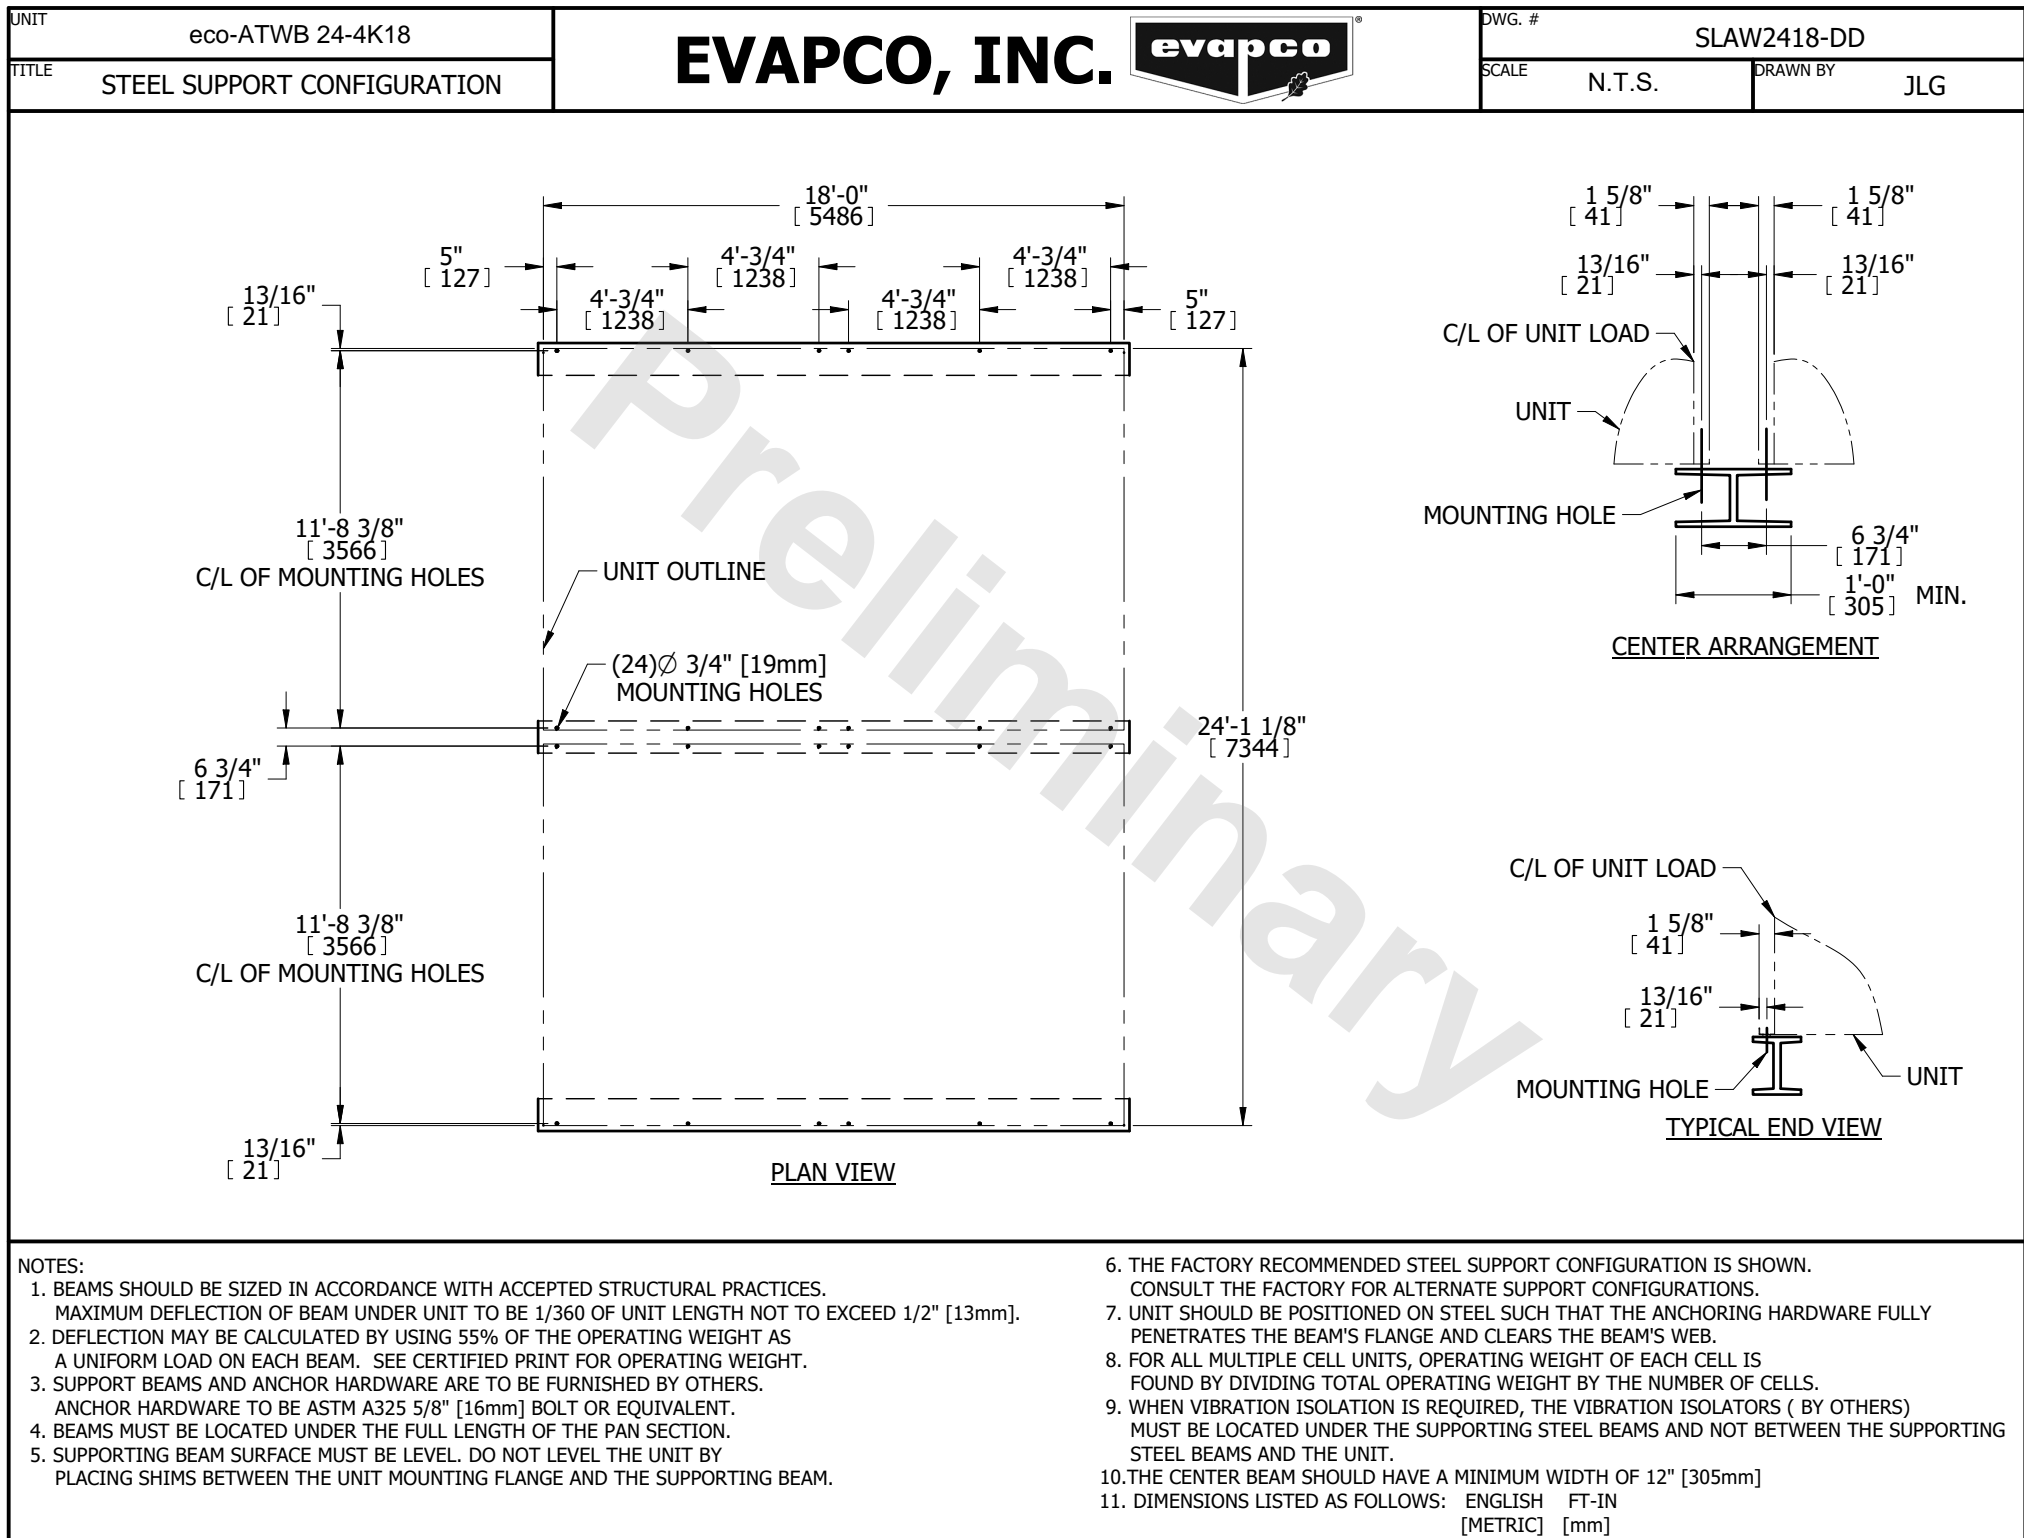 UNIT
eco-ATWB 24-4K18
TITLE
STEEL SUPPORT CONFIGURATION
EVAPCO, INC.
evapco
®
DWG. #
SLAW2418-DD
SCALE
N.T.S.
DRAWN BY
JLG
18'-0"
[ 5486]
5"
[ 127]
4'-3/4"
[ 1238]
4'-3/4"
[ 1238]
13/16"
[ 21]
4'-3/4"
[ 1238]
4'-3/4"
[ 1238]
5"
[ 127]
11'-8 3/8"
[ 3566]
C/L OF MOUNTING HOLES
UNIT OUTLINE
(24)Ø 3/4" [19mm]
MOUNTING HOLES
6 3/4"
[ 171]
24'-1 1/8"
[ 7344]
11'-8 3/8"
[ 3566]
C/L OF MOUNTING HOLES
13/16"
[ 21]
PLAN VIEW
Preliminary
1 5/8"
[ 41]
1 5/8"
[ 41]
13/16"
[ 21]
13/16"
[ 21]
C/L OF UNIT LOAD
UNIT
MOUNTING HOLE
6 3/4"
[ 171]
1'-0"
[ 305] MIN.
CENTER ARRANGEMENT
C/L OF UNIT LOAD
1 5/8"
[ 41]
13/16"
[ 21]
MOUNTING HOLE
UNIT
TYPICAL END VIEW
NOTES:
1. BEAMS SHOULD BE SIZED IN ACCORDANCE WITH ACCEPTED STRUCTURAL PRACTICES.
MAXIMUM DEFLECTION OF BEAM UNDER UNIT TO BE 1/360 OF UNIT LENGTH NOT TO EXCEED 1/2" [13mm].
2. DEFLECTION MAY BE CALCULATED BY USING 55% OF THE OPERATING WEIGHT AS
A UNIFORM LOAD ON EACH BEAM. SEE CERTIFIED PRINT FOR OPERATING WEIGHT.
3. SUPPORT BEAMS AND ANCHOR HARDWARE ARE TO BE FURNISHED BY OTHERS.
ANCHOR HARDWARE TO BE ASTM A325 5/8" [16mm] BOLT OR EQUIVALENT.
4. BEAMS MUST BE LOCATED UNDER THE FULL LENGTH OF THE PAN SECTION.
5. SUPPORTING BEAM SURFACE MUST BE LEVEL. DO NOT LEVEL THE UNIT BY
PLACING SHIMS BETWEEN THE UNIT MOUNTING FLANGE AND THE SUPPORTING BEAM.
6. THE FACTORY RECOMMENDED STEEL SUPPORT CONFIGURATION IS SHOWN.
CONSULT THE FACTORY FOR ALTERNATE SUPPORT CONFIGURATIONS.
7. UNIT SHOULD BE POSITIONED ON STEEL SUCH THAT THE ANCHORING HARDWARE FULLY
PENETRATES THE BEAM'S FLANGE AND CLEARS THE BEAM'S WEB.
8. FOR ALL MULTIPLE CELL UNITS, OPERATING WEIGHT OF EACH CELL IS
FOUND BY DIVIDING TOTAL OPERATING WEIGHT BY THE NUMBER OF CELLS.
9. WHEN VIBRATION ISOLATION IS REQUIRED, THE VIBRATION ISOLATORS ( BY OTHERS)
MUST BE LOCATED UNDER THE SUPPORTING STEEL BEAMS AND NOT BETWEEN THE SUPPORTING
STEEL BEAMS AND THE UNIT.
10.THE CENTER BEAM SHOULD HAVE A MINIMUM WIDTH OF 12" [305mm]
11. DIMENSIONS LISTED AS FOLLOWS: ENGLISH FT-IN
[METRIC] [mm]